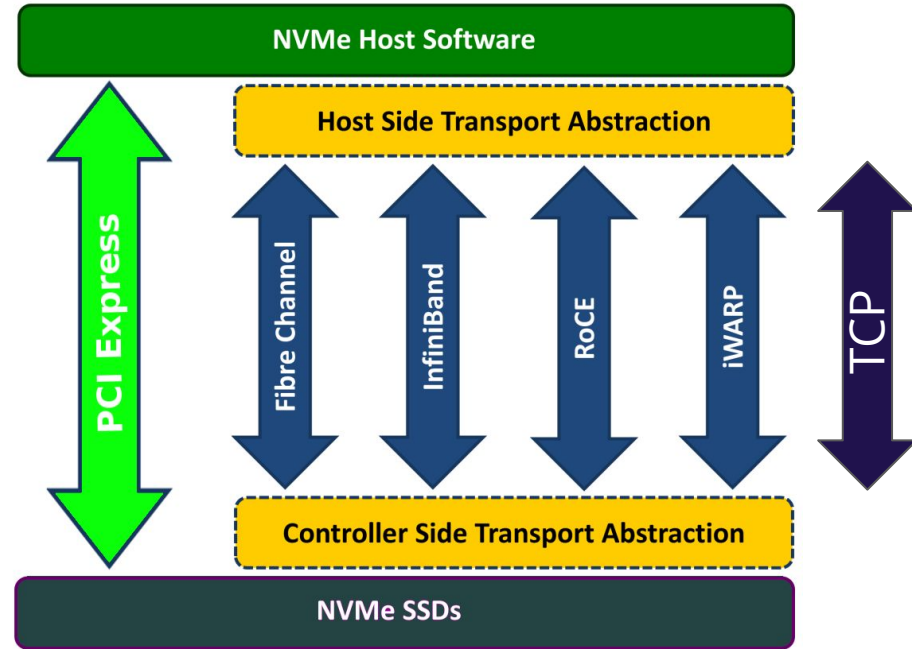 NVMe Host Software
Host Side Transport Abstraction
PCI Express
Fibre Channel
InfiniBand
RoCE
iWARP
TCP
Controller Side Transport Abstraction
NVMe SSDs